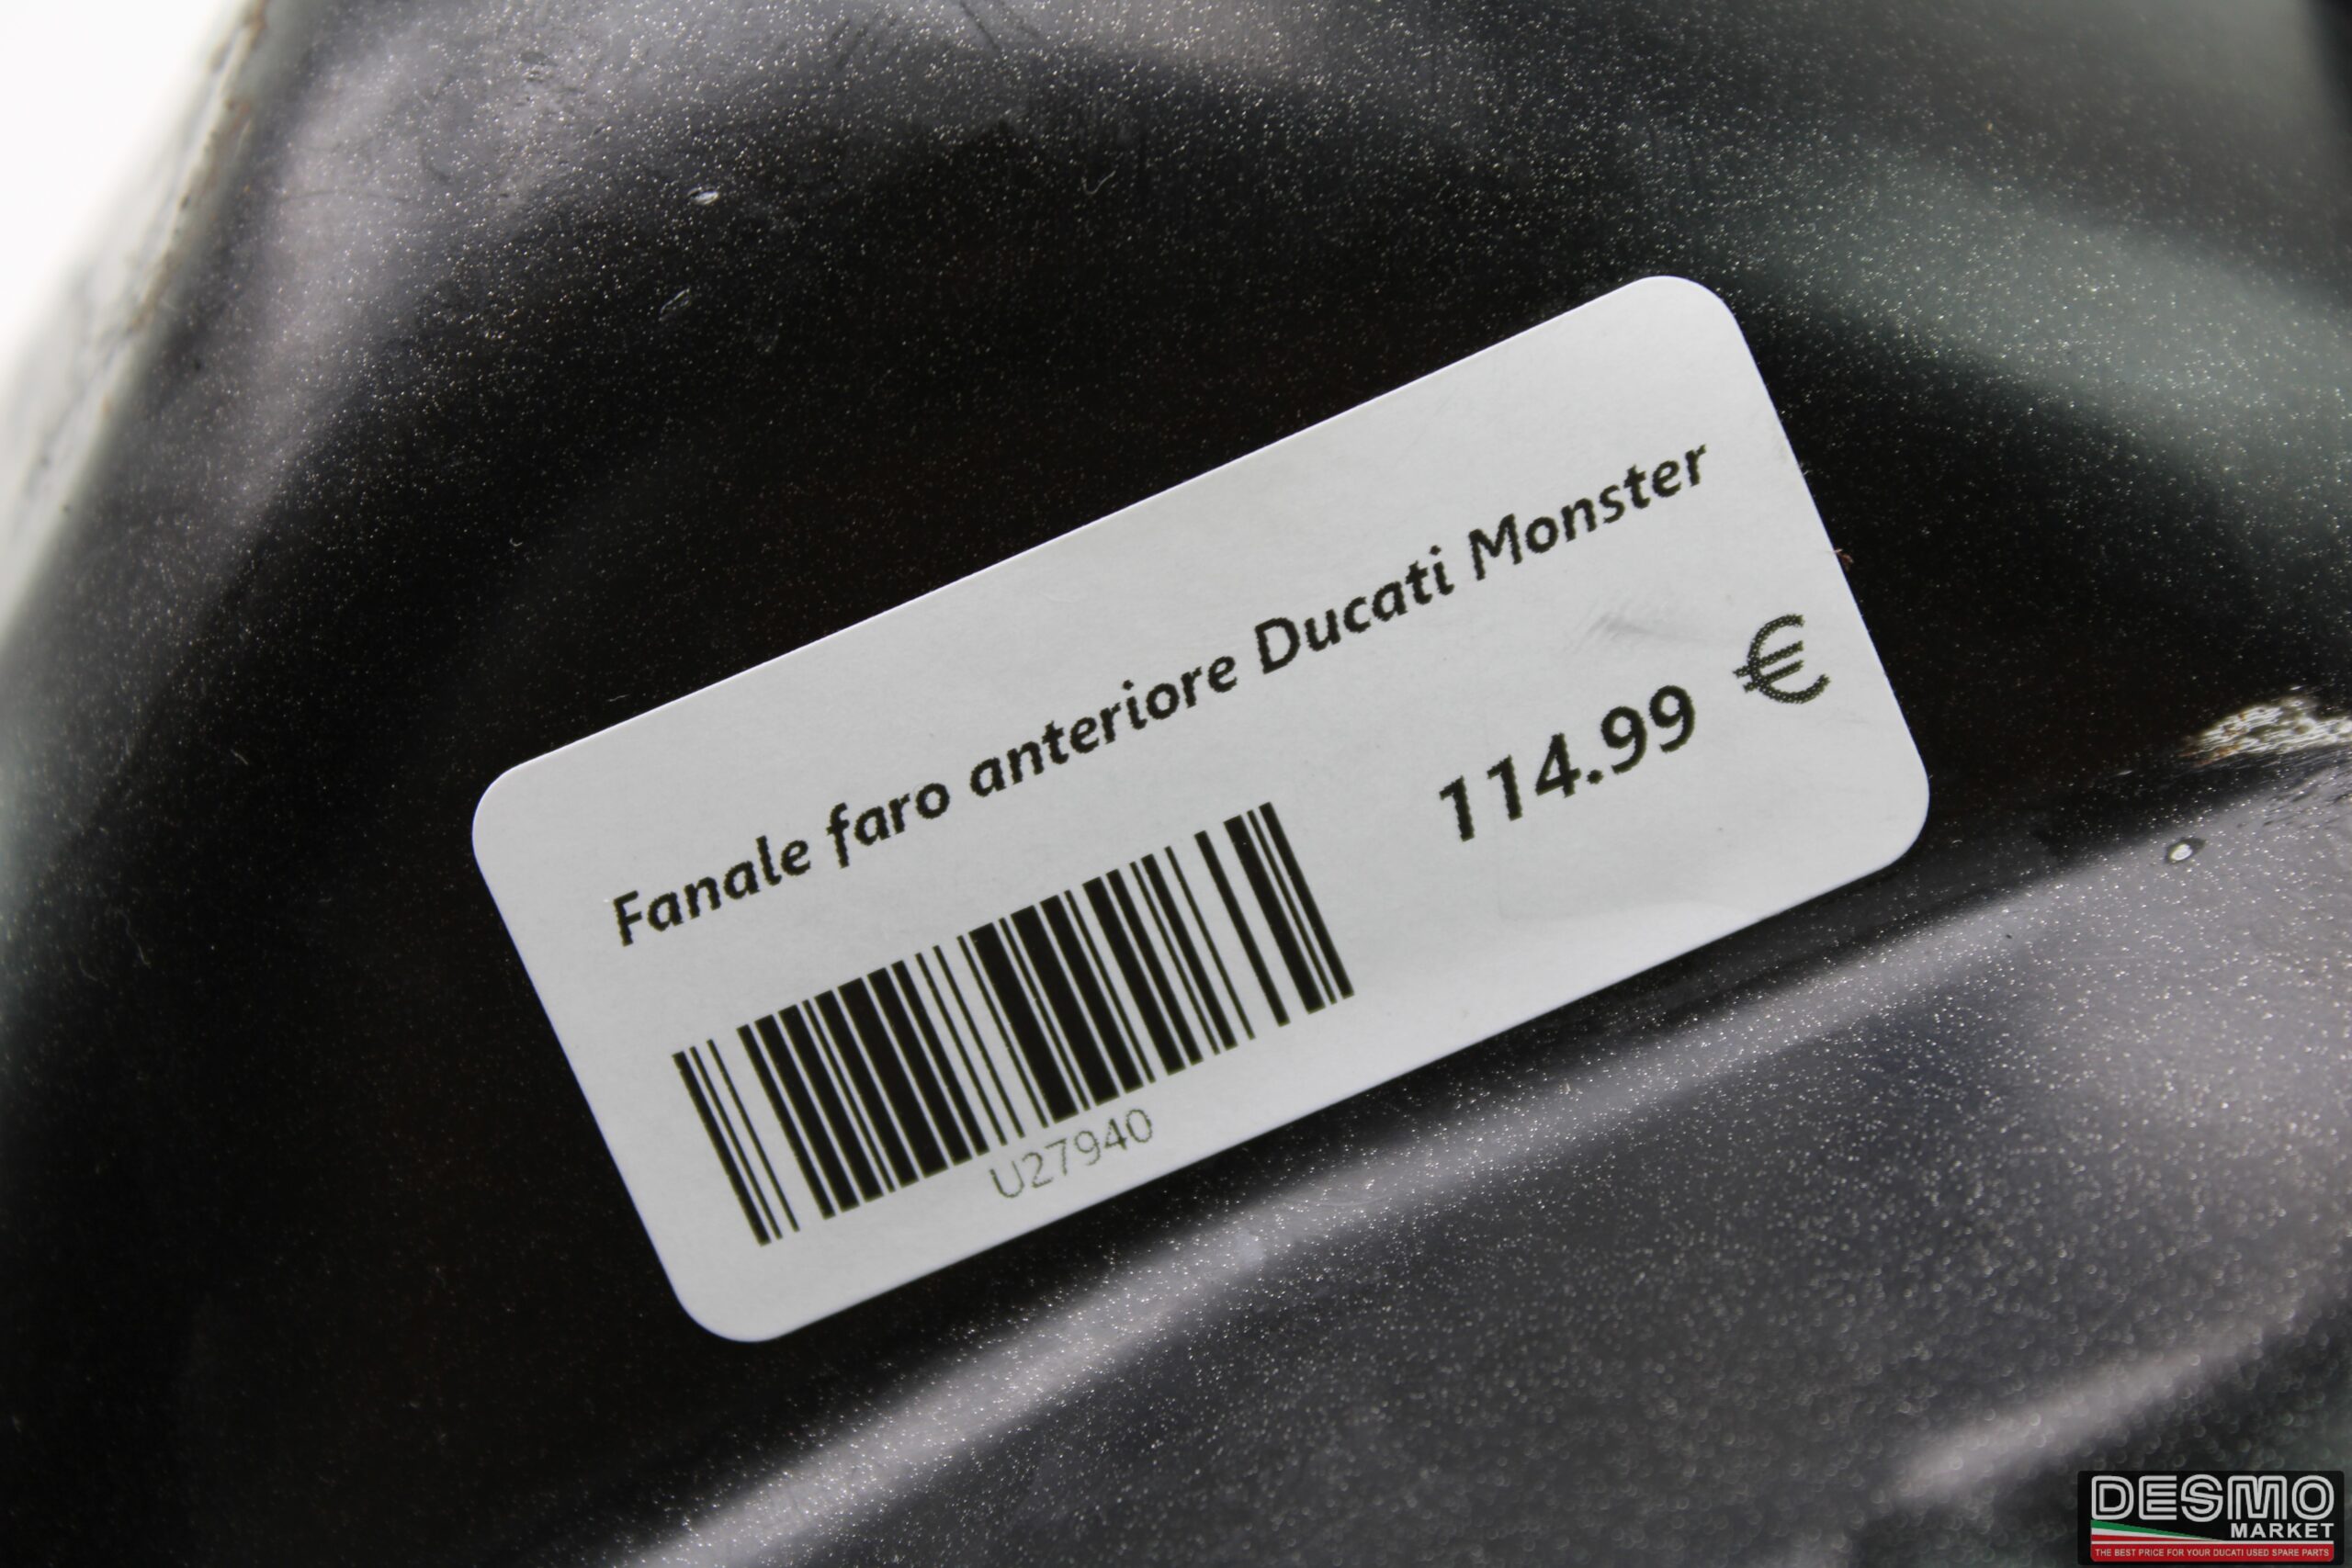 Fanale faro anteriore Ducati Monster
114.99 €
U27940
DESMO
MARKET
THE BEST PRICE FOR YOUR DUCATI USED SPARE PARTS